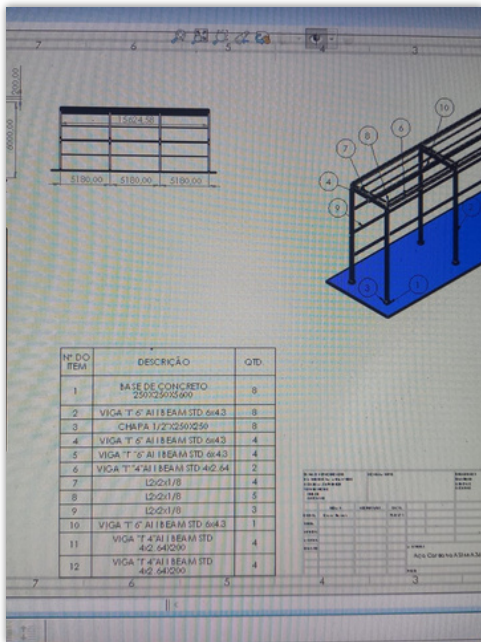 7 6 5 4 3
200,00
6000,00
15624,58
5180,00 5180,00 5180,00
10
6
8
7
4
9
3 1
Nº DO ITEM DESCRIÇÃO QTD.
1 BASE DE CONCRETO 250X250X5600 8
2 VIGA "I" 6" AI I BEAM STD 6x4.3 8
3 CHAPA 1/2"X250X250 8
4 VIGA "I" 6" AI I BEAM STD 6x4.3 4
5 VIGA "I" 6" AI I BEAM STD 6x4.3 4
6 VIGA "I" 4" AI I BEAM STD 4x2.64 2
7 L2x2x1/8 4
8 L2x2x1/8 5
9 L2x2x1/8 3
10 VIGA "I" 6" AI I BEAM STD 6x4.3 1
11 VIGA "I" 4" AI I BEAM STD
4x2.64X200 4
12 VIGA "I" 4" AI I BEAM STD
4x2.64X200 4
7 6 5 4 3